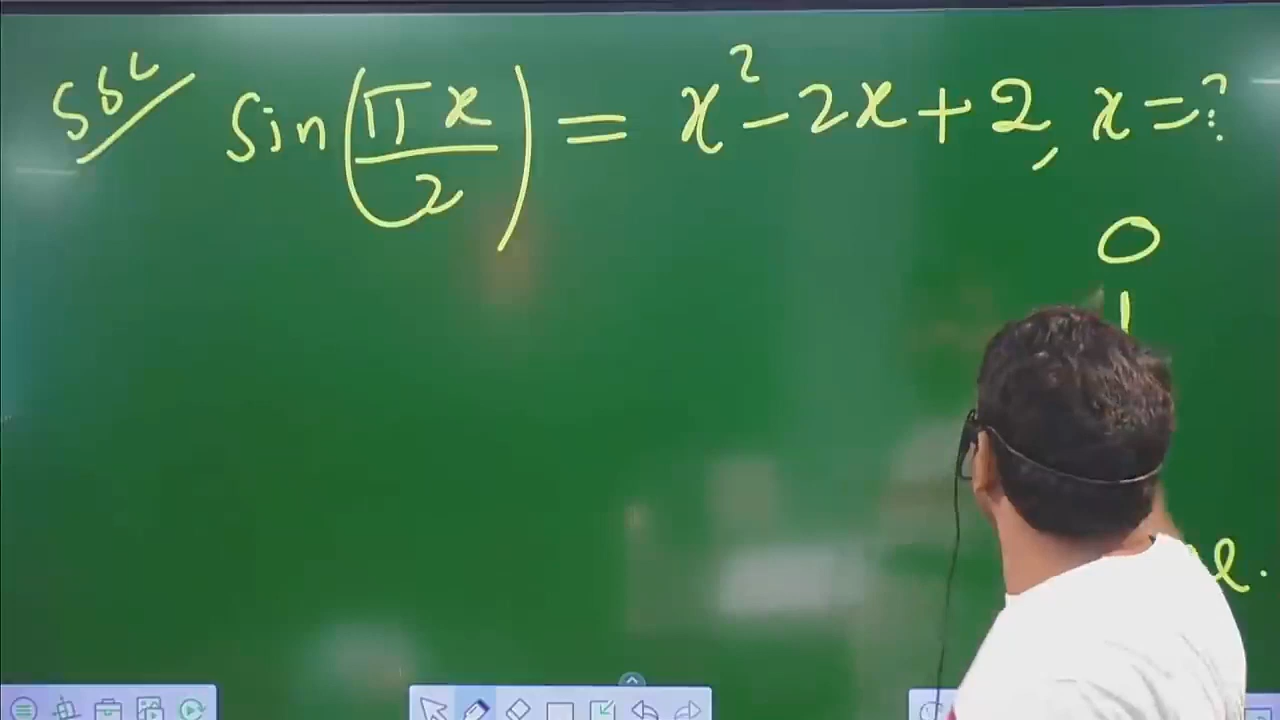 SSC
sin(πx/2) = x² - 2x + 2, x = ?
0
1